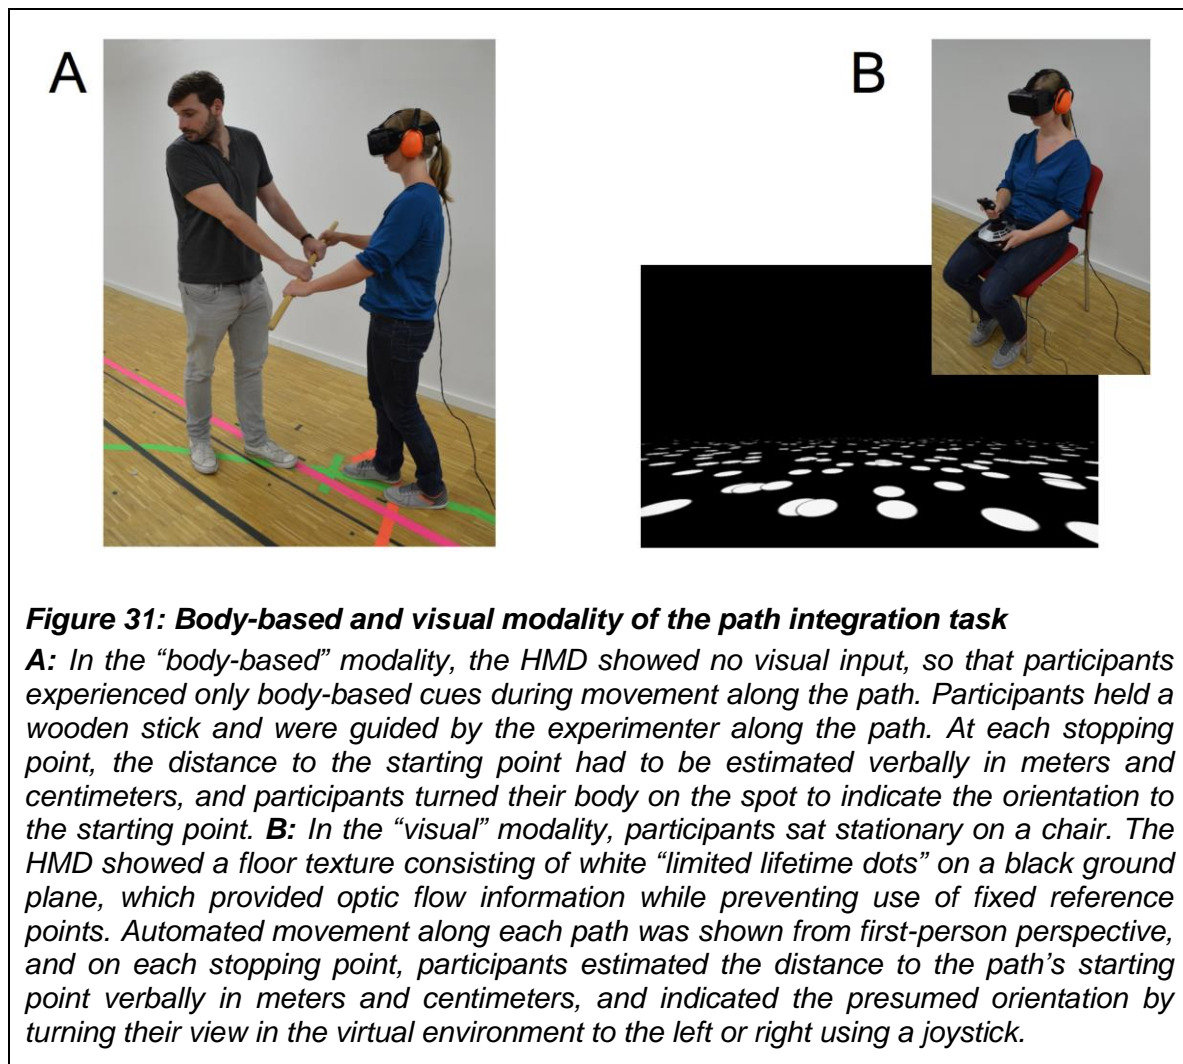 A
B
Figure 31: Body-based and visual modality of the path integration task
A: In the “body-based” modality, the HMD showed no visual input, so that participants
experienced only body-based cues during movement along the path. Participants held a
wooden stick and were guided by the experimenter along the path. At each stopping
point, the distance to the starting point had to be estimated verbally in meters and
centimeters, and participants turned their body on the spot to indicate the orientation to
the starting point. B: In the “visual” modality, participants sat stationary on a chair. The
HMD showed a floor texture consisting of white “limited lifetime dots” on a black ground
plane, which provided optic flow information while preventing use of fixed reference
points. Automated movement along each path was shown from first-person perspective,
and on each stopping point, participants estimated the distance to the path’s starting
point verbally in meters and centimeters, and indicated the presumed orientation by
turning their view in the virtual environment to the left or right using a joystick.